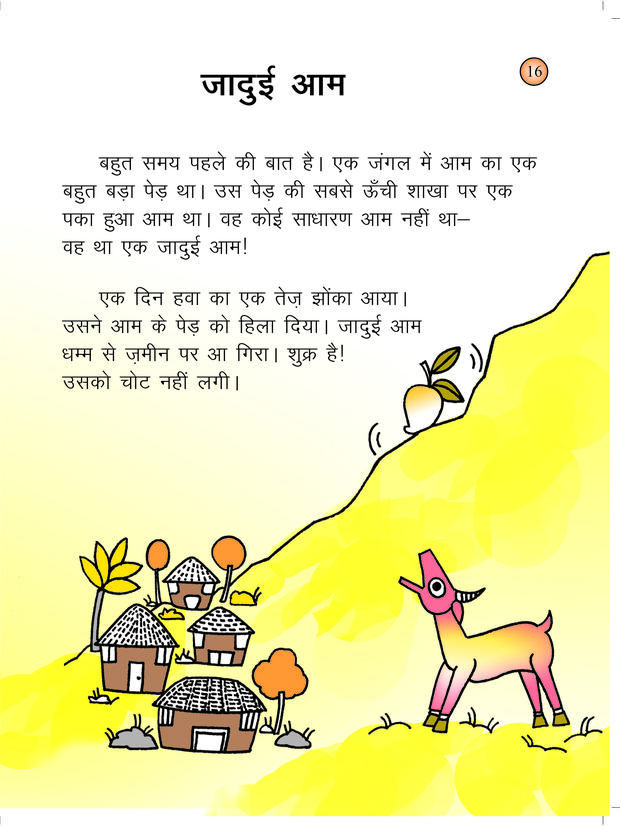 16
जादुई आम
बहुत समय पहले की बात है। एक जंगल में आम का एक
बहुत बड़ा पेड़ था। उस पेड़ की सबसे ऊँची शाखा पर एक
पका हुआ आम था। वह कोई साधारण आम नहीं था–
वह था एक जादुई आम!
एक दिन हवा का एक तेज़ झोंका आया।
उसने आम के पेड़ को हिला दिया। जादुई आम
धम्म से ज़मीन पर आ गिरा। शुक्र है!
उसको चोट नहीं लगी।